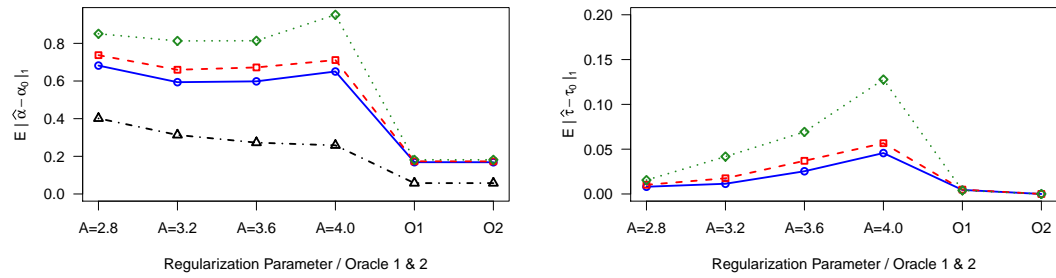 0.8
0.6
0.4
0.2
0.0
E | α̂ − α₀ |₁
A=2.8 A=3.2 A=3.6 A=4.0 O1 O2
Regularization Parameter / Oracle 1 & 2
0.20
0.15
0.10
0.05
0.00
E | τ̂ − τ₀ |₁
A=2.8 A=3.2 A=3.6 A=4.0 O1 O2
Regularization Parameter / Oracle 1 & 2